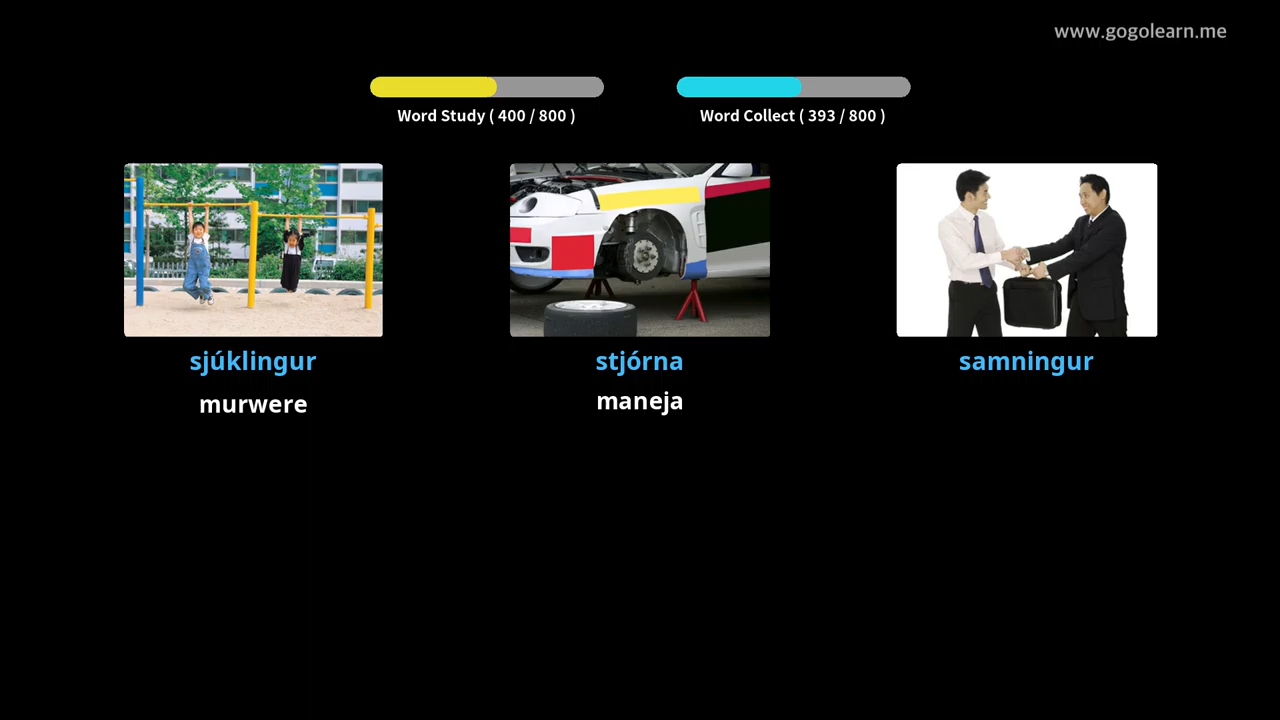 www.gogolearn.me
Word Study ( 400 / 800 )
Word Collect ( 393 / 800 )
sjúklingur
stjórna
samningur
murwere
maneja